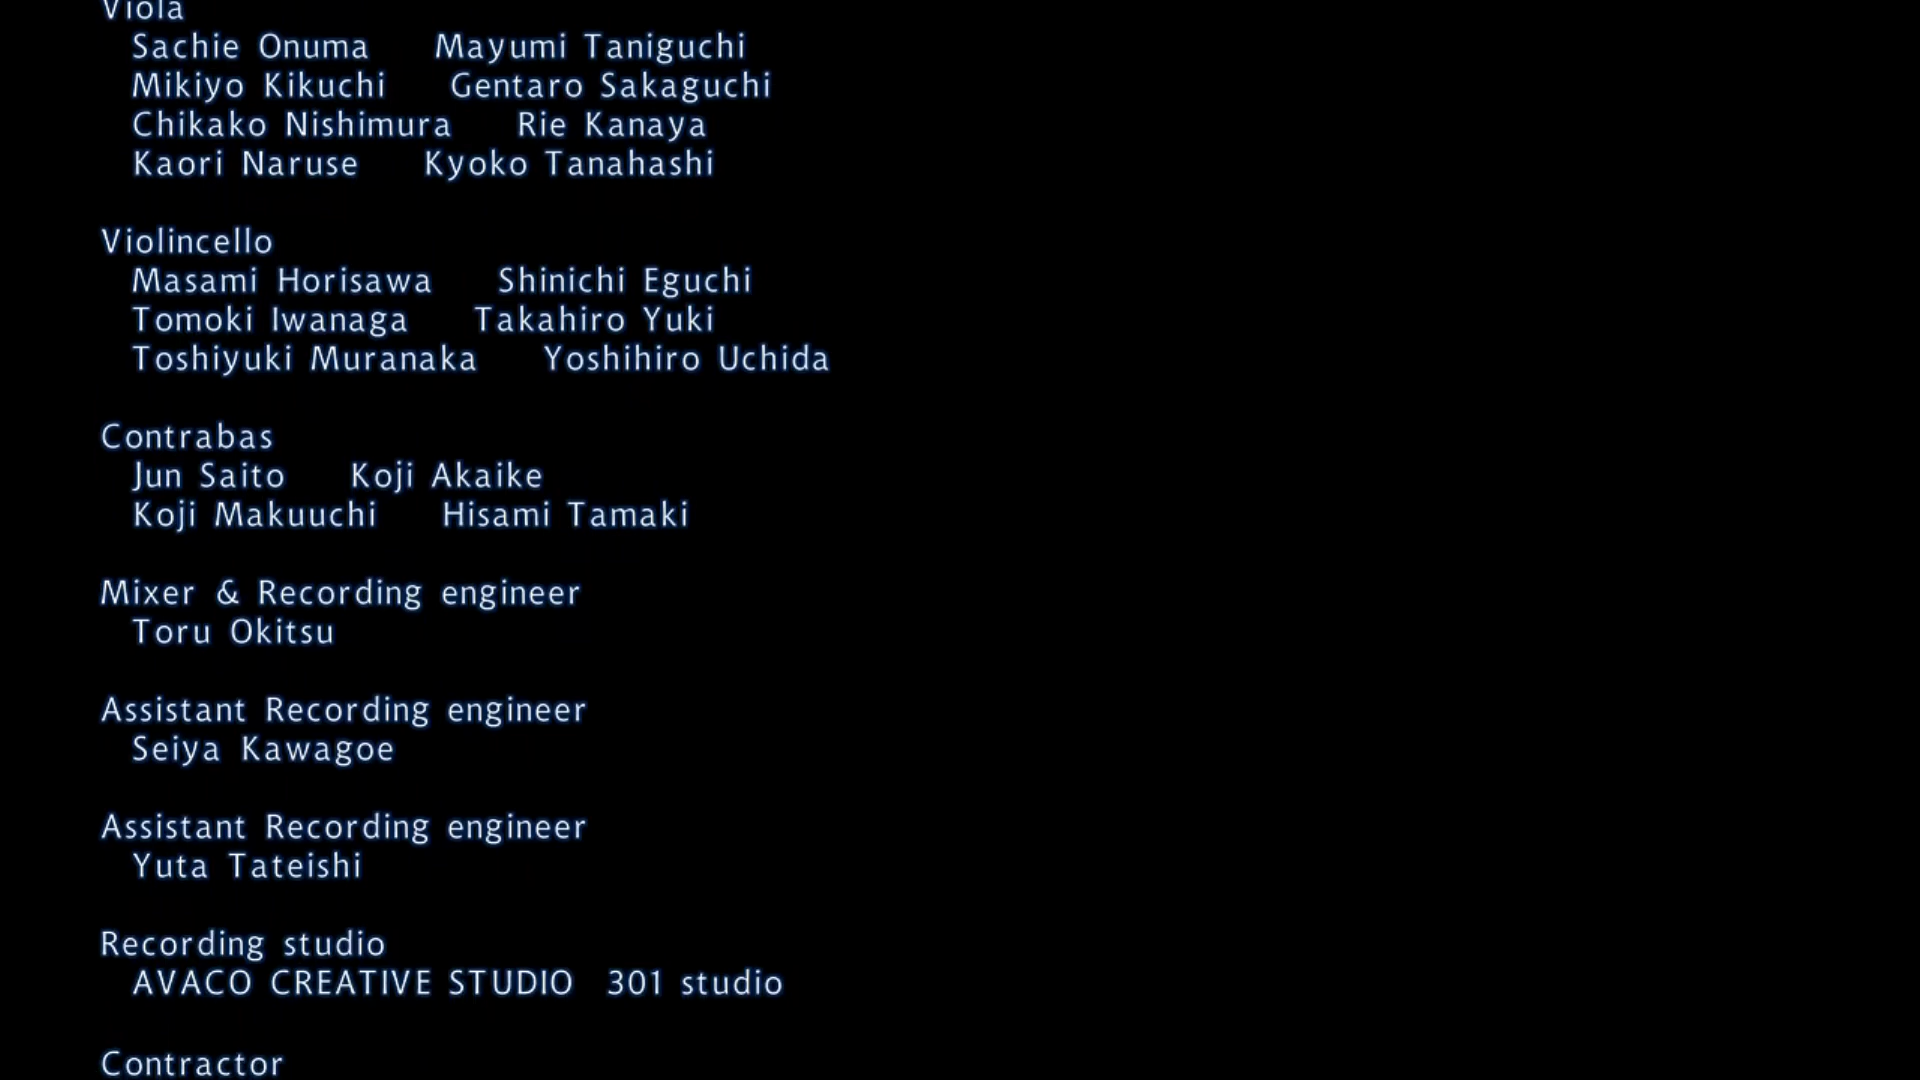 Viola
Sachie Onuma Mayumi Taniguchi
Mikiyo Kikuchi Gentaro Sakaguchi
Chikako Nishimura Rie Kanaya
Kaori Naruse Kyoko Tanahashi
Violincello
Masami Horisawa Shinichi Eguchi
Tomoki Iwanaga Takahiro Yuki
Toshiyuki Muranaka Yoshihiro Uchida
Contrabas
Jun Saito Koji Akaike
Koji Makuuchi Hisami Tamaki
Mixer & Recording engineer
Toru Okitsu
Assistant Recording engineer
Seiya Kawagoe
Assistant Recording engineer
Yuta Tateishi
Recording studio
AVACO CREATIVE STUDIO 301 studio
Contractor